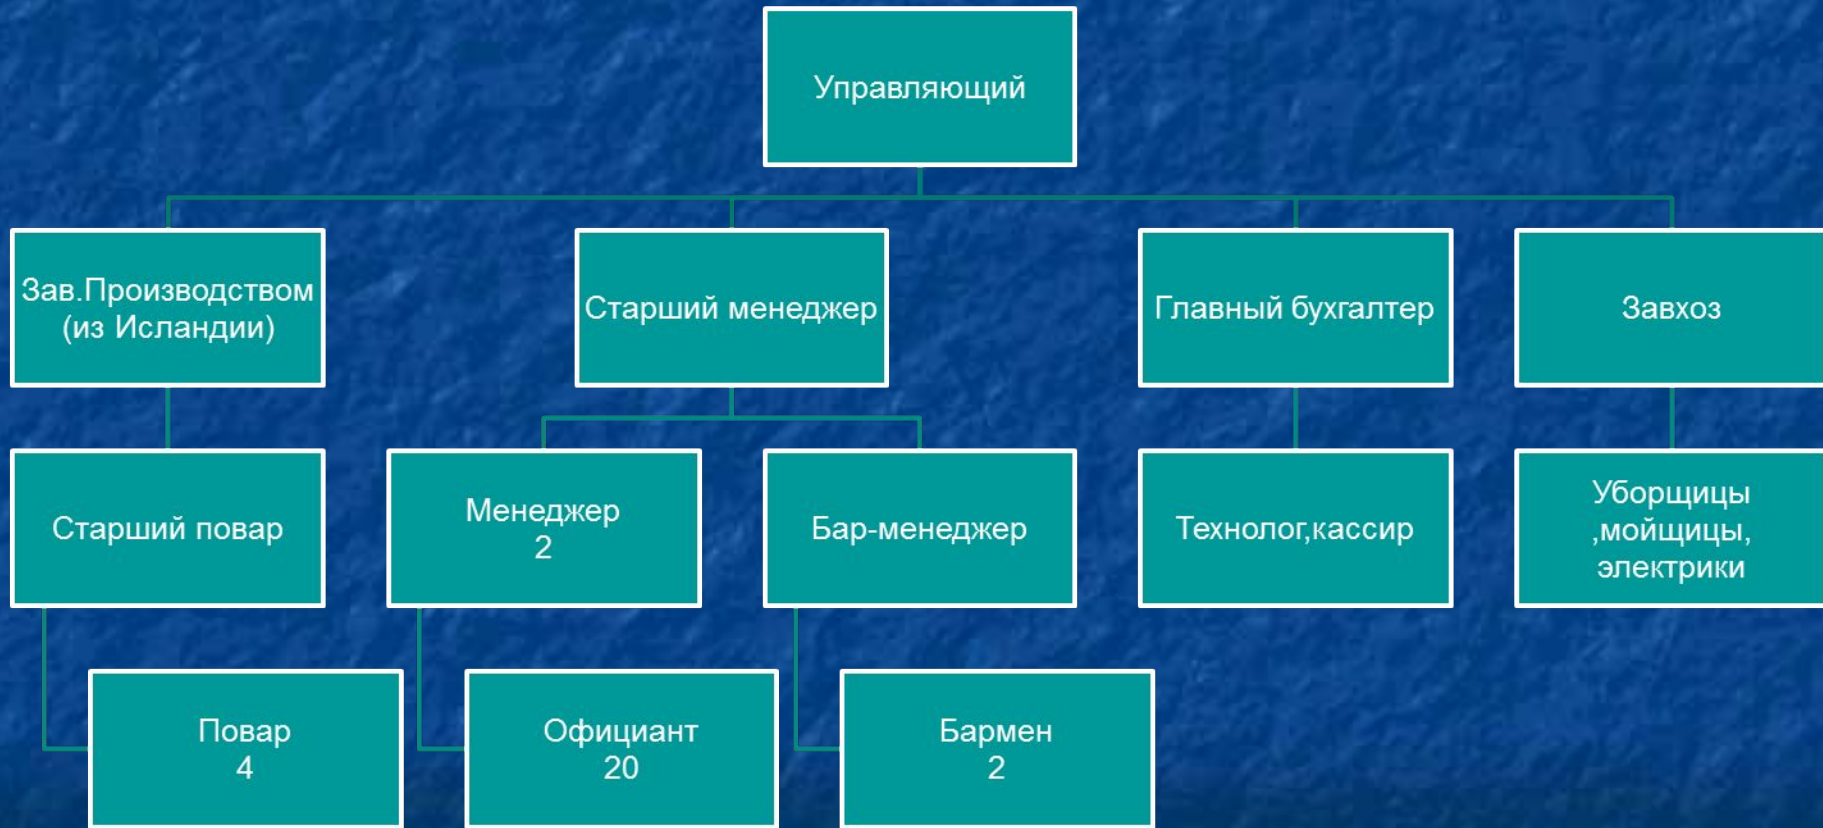 Управляющий
Зав.Производством
(из Исландии)
Старший менеджер
Главный бухгалтер
Завхоз
Старший повар
Менеджер
2
Бар-менеджер
Технолог,кассир
Уборщицы
,мойщицы,
электрики
Повар
4
Официант
20
Бармен
2